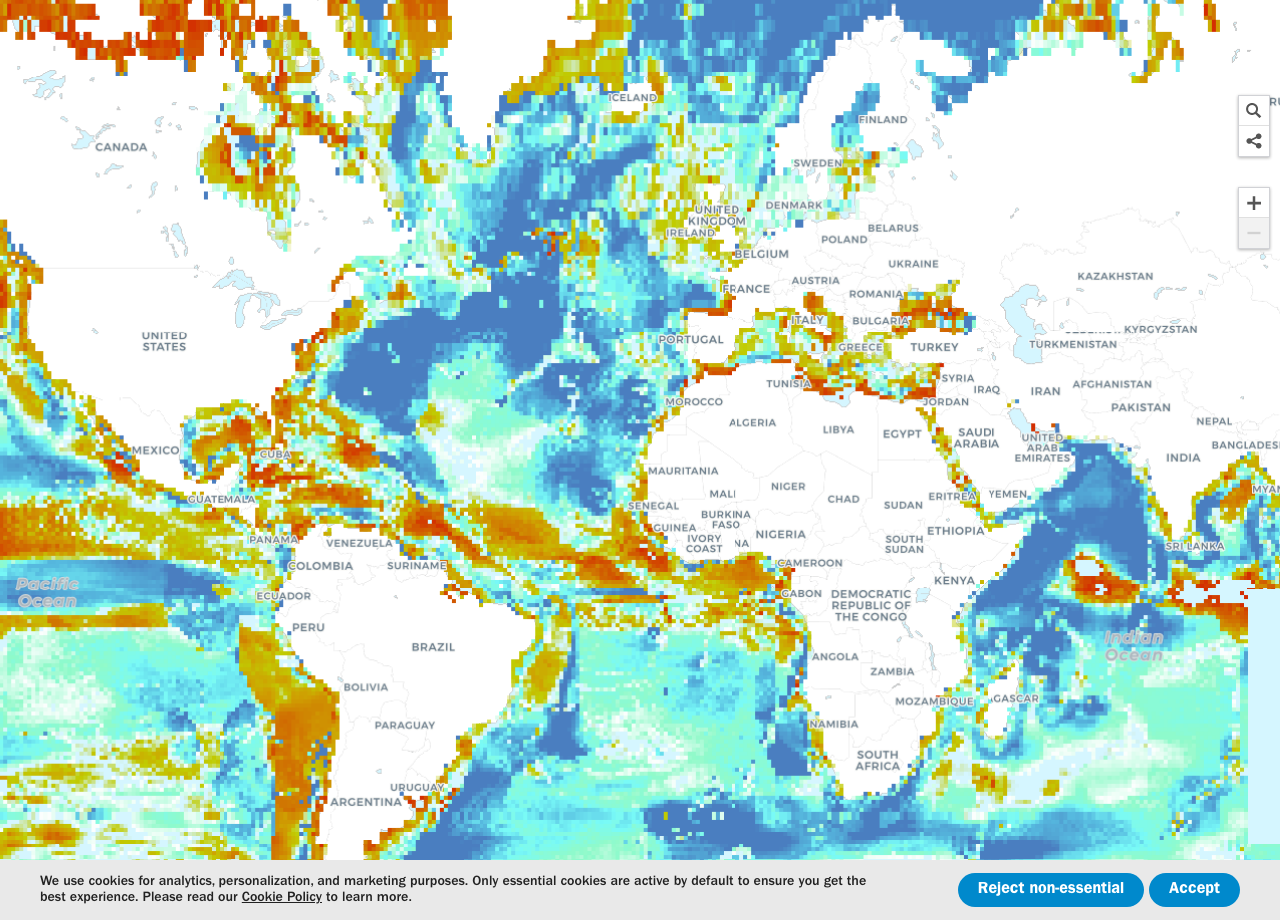 ICELAND
FINLAND
CANADA
SWEDEN
DENMARK
UNITED
KINGDOM
IRELAND
BELARUS
POLAND
BELGIUM
UKRAINE
KAZAKHSTAN
AUSTRIA
FRANCE
ROMANIA
ITALY
BULGARIA
KYRGYZSTAN
UNITED
STATES
PORTUGAL
GREECE
TURKEY
TURKMENISTAN
TUNISIA
SYRIA
IRAQ
IRAN
AFGHANISTAN
MOROCCO
JORDAN
PAKISTAN
ALGERIA
LIBYA
EGYPT
SAUDI
ARABIA
NEPAL
UNITED
ARAB
EMIRATES
BANGLADES
MEXICO
CUBA
INDIA
MAURITANIA
GUATEMALA
MALI
NIGER
CHAD
SUDAN
ERITREA
YEMEN
MYAN
SENEGAL
BURKINA
FASO
GUINEA
IVORY
COAST
NA
NIGERIA
SOUTH
SUDAN
ETHIOPIA
SRI LANKA
PANAMA
VENEZUELA
COLOMBIA
SURINAME
CAMEROON
KENYA
Pacific
Ocean
ECUADOR
GABON
DEMOCRATIC
REPUBLIC OF
THE CONGO
PERU
BRAZIL
Indian
Ocean
ANGOLA
ZAMBIA
BOLIVIA
MOZAMBIQUE
GASCAR
PARAGUAY
NAMIBIA
SOUTH
AFRICA
URUGUAY
ARGENTINA
We use cookies for analytics, personalization, and marketing purposes. Only essential cookies are active by default to ensure you get the
best experience. Please read our Cookie Policy to learn more.
Reject non-essential
Accept